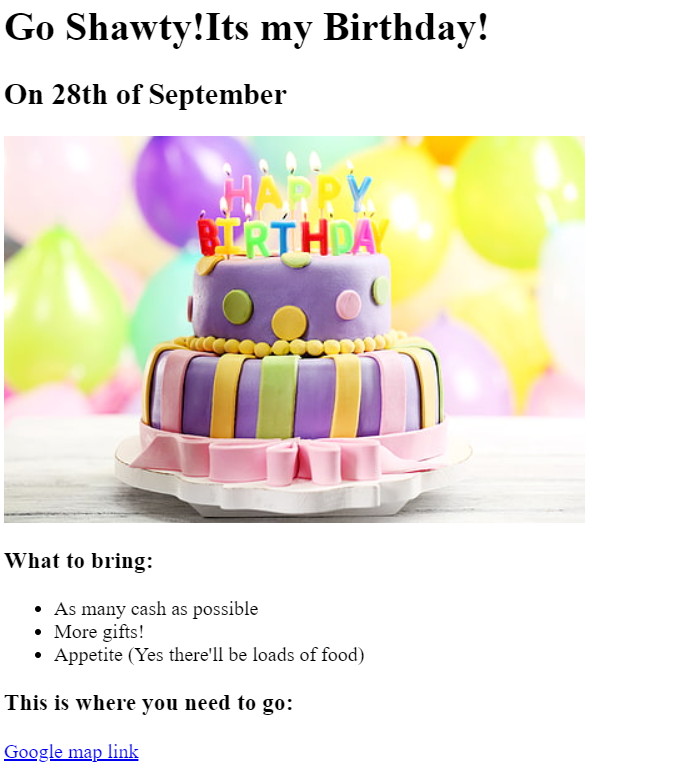 Go Shawty!Its my Birthday!
On 28th of September
HAPPY
BIRTHDAY
What to bring:
As many cash as possible
More gifts!
Appetite (Yes there'll be loads of food)
This is where you need to go:
Google map link